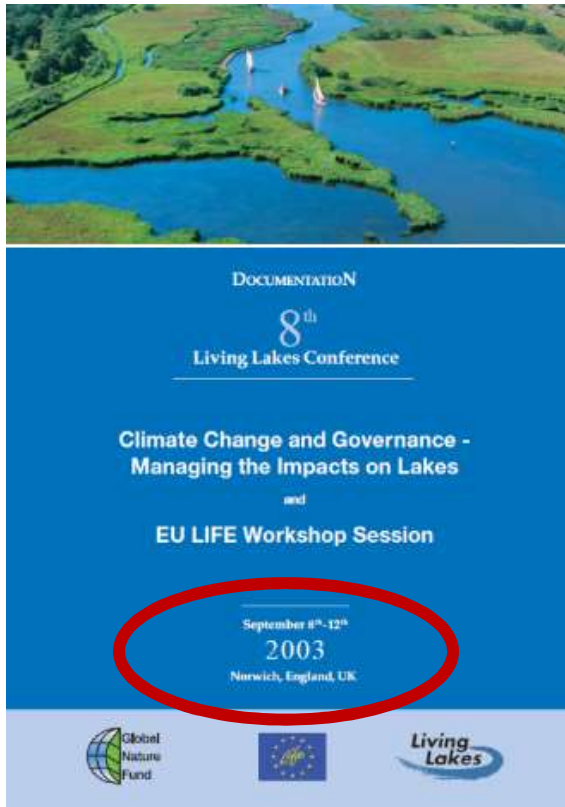 DOCUMENTATION
8th
Living Lakes Conference
Climate Change and Governance -
Managing the Impacts on Lakes
and
EU LIFE Workshop Session
September 8th-12th
2003
Norwich, England, UK
Global
Nature
Fund
Life
Living
Lakes